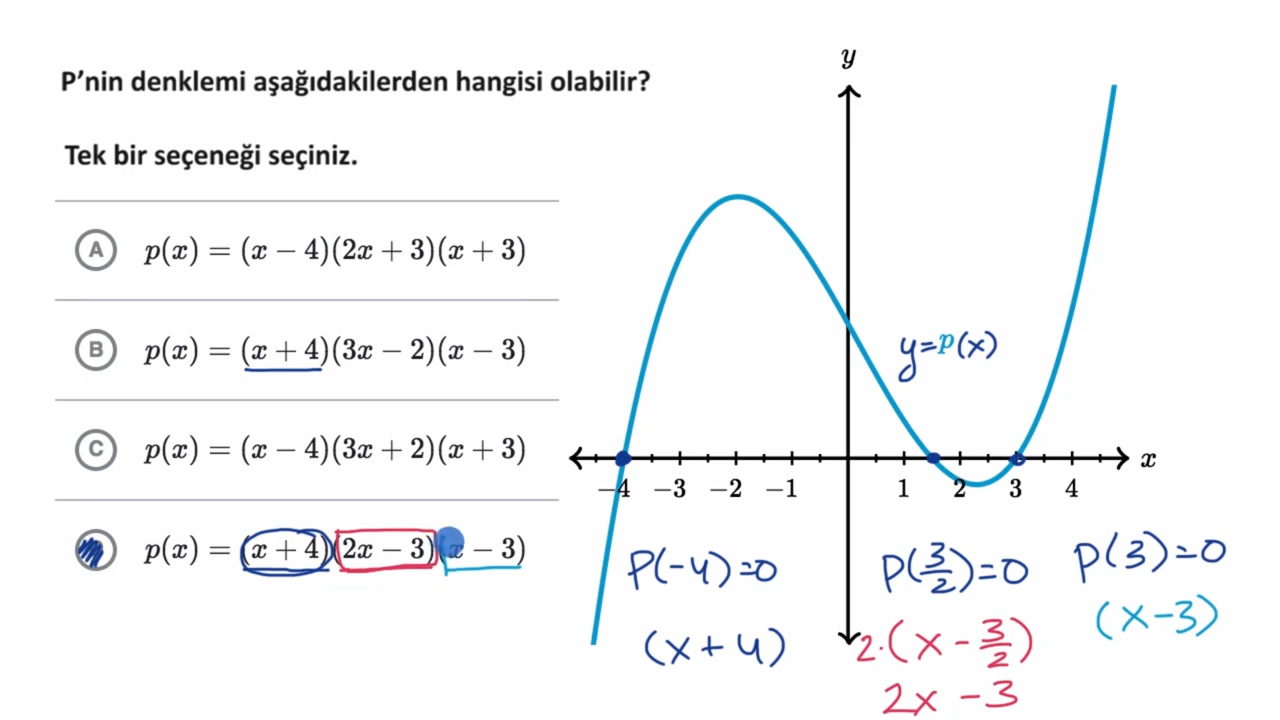 P'nin denklemi aşağıdakilerden hangisi olabilir?
Tek bir seçeneği seçiniz.
A p(x) = (x − 4)(2x + 3)(x + 3)
B p(x) = (x + 4)(3x − 2)(x − 3)
C p(x) = (x − 4)(3x + 2)(x + 3)
p(x) = (x + 4)(2x − 3)(x − 3)
y
y=p(x)
x
−4 −3 −2 −1 1 2 3 4
P(-4)=0 P(3/2)=0 P(3)=0
(x+4) 2·(x-3/2) (x-3)
2x -3